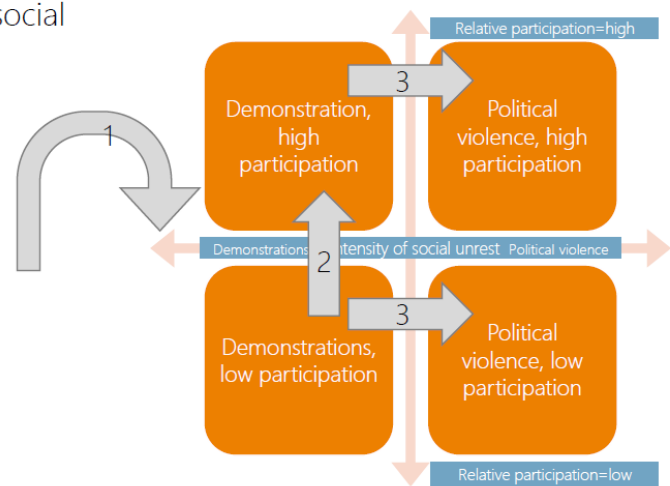 social
Relative participation=high
1
3
Demonstration,
high
participation
Political
violence, high
participation
Demonstrations
intensity of social unrest
Political violence
2
3
Demonstrations,
low participation
Political
violence, low
participation
Relative participation=low